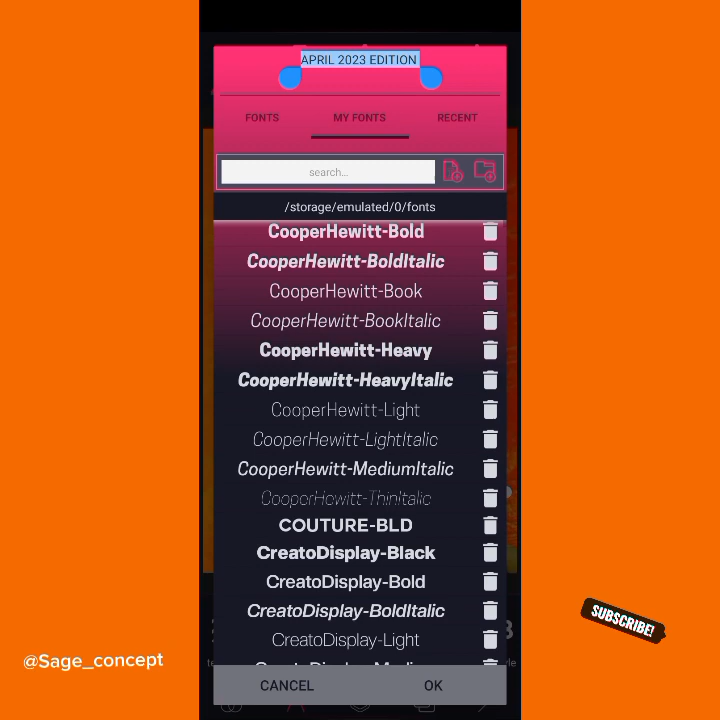 APRIL 2023 EDITION
FONTS MY FONTS RECENT
search...
/storage/emulated/0/fonts
CooperHewitt-Bold
CooperHewitt-BoldItalic
CooperHewitt-Book
CooperHewitt-BookItalic
CooperHewitt-Heavy
CooperHewitt-HeavyItalic
CooperHewitt-Light
CooperHewitt-LightItalic
CooperHewitt-MediumItalic
CooperHewitt-ThinItalic
COUTURE-BLD
CreatoDisplay-Black
CreatoDisplay-Bold
CreatoDisplay-BoldItalic
SUBSCRIBE!
CreatoDisplay-Light
@Sage_concept
CANCEL OK